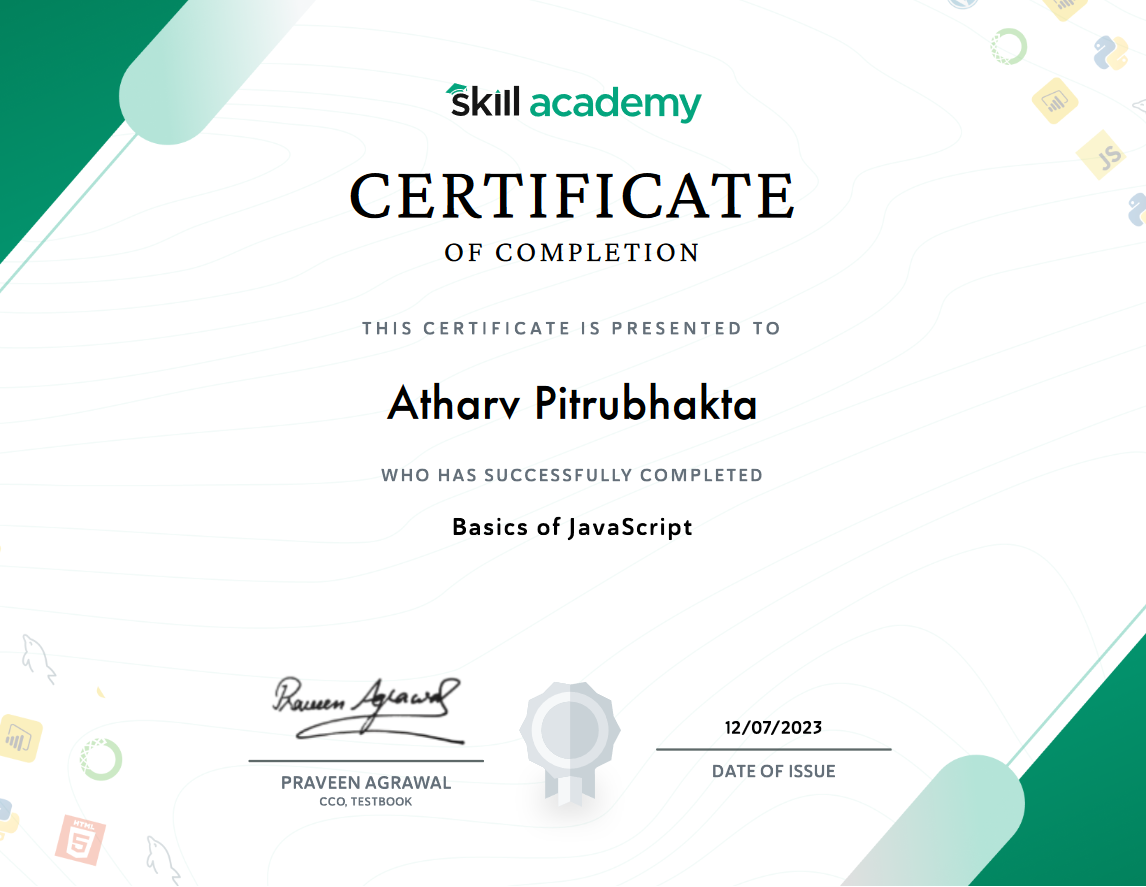 skill academy
CERTIFICATE
OF COMPLETION
THIS CERTIFICATE IS PRESENTED TO
Atharv Pitrubhakta
WHO HAS SUCCESSFULLY COMPLETED
Basics of JavaScript
Praveen Agrawal
PRAVEEN AGRAWAL
CCO, TESTBOOK
12/07/2023
DATE OF ISSUE
JS
HTML
5